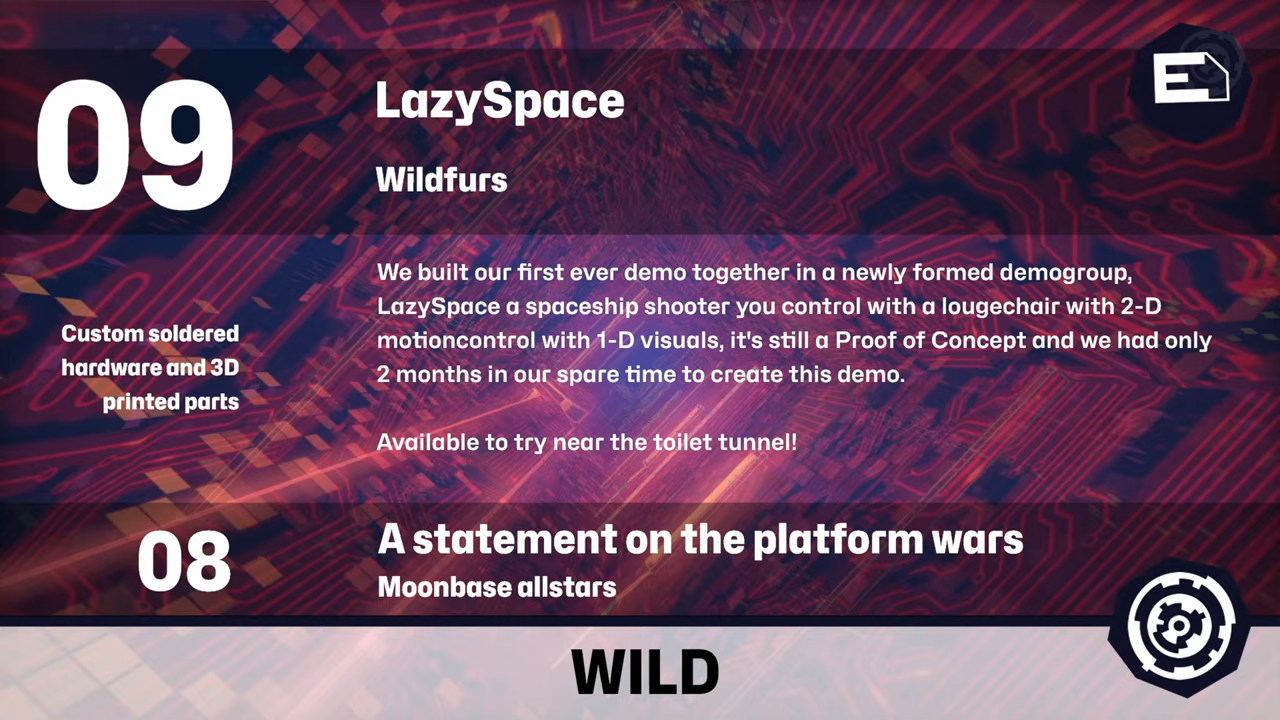 09
LazySpace
Wildfurs
Custom soldered
hardware and 3D
printed parts
We built our first ever demo together in a newly formed demogroup,
LazySpace a spaceship shooter you control with a lougechair with 2-D
motioncontrol with 1-D visuals, it's still a Proof of Concept and we had only
2 months in our spare time to create this demo.
Available to try near the toilet tunnel!
08
A statement on the platform wars
Moonbase allstars
WILD